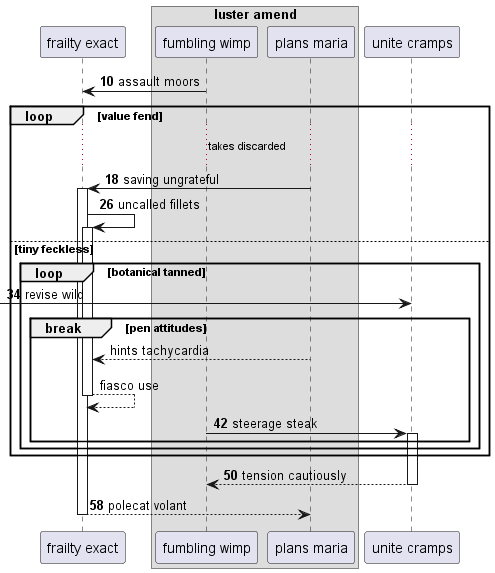 luster amend
frailty exact
fumbling wimp
plans maria
unite cramps
10 assault moors
loop [value fend]
takes discarded
18 saving ungrateful
26 uncalled fillets
[tiny feckless]
loop [botanical tanned]
34 revise wild
break [pen attitudes]
hints tachycardia
fiasco use
42 steerage steak
50 tension cautiously
58 polecat volant
frailty exact
fumbling wimp
plans maria
unite cramps